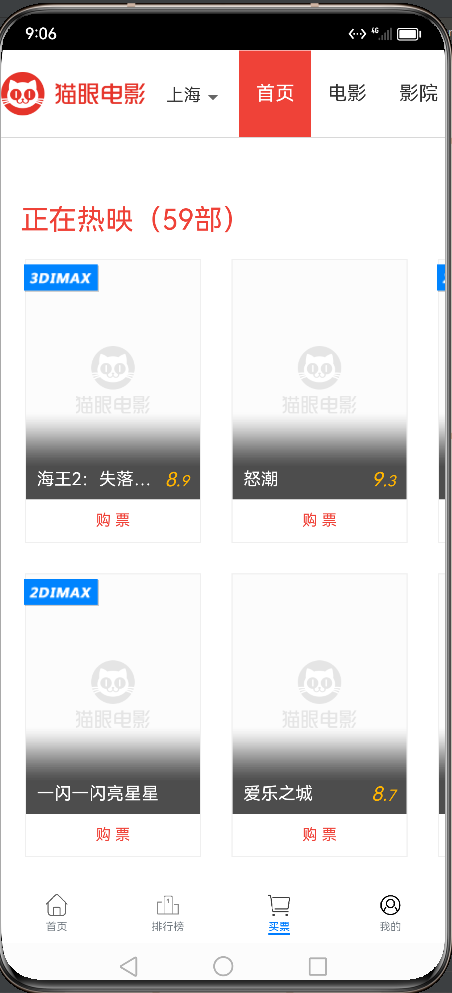 9:06
4G
猫眼电影 上海 首页 电影 影院
正在热映（59部）
3DIMAX
猫眼电影 猫眼电影
海王2：失落... 8.9 怒潮 9.3
购票 购票
2DIMAX
猫眼电影 猫眼电影
一闪一闪亮星星 爱乐之城 8.7
购票 购票
首页 排行榜 买票 我的